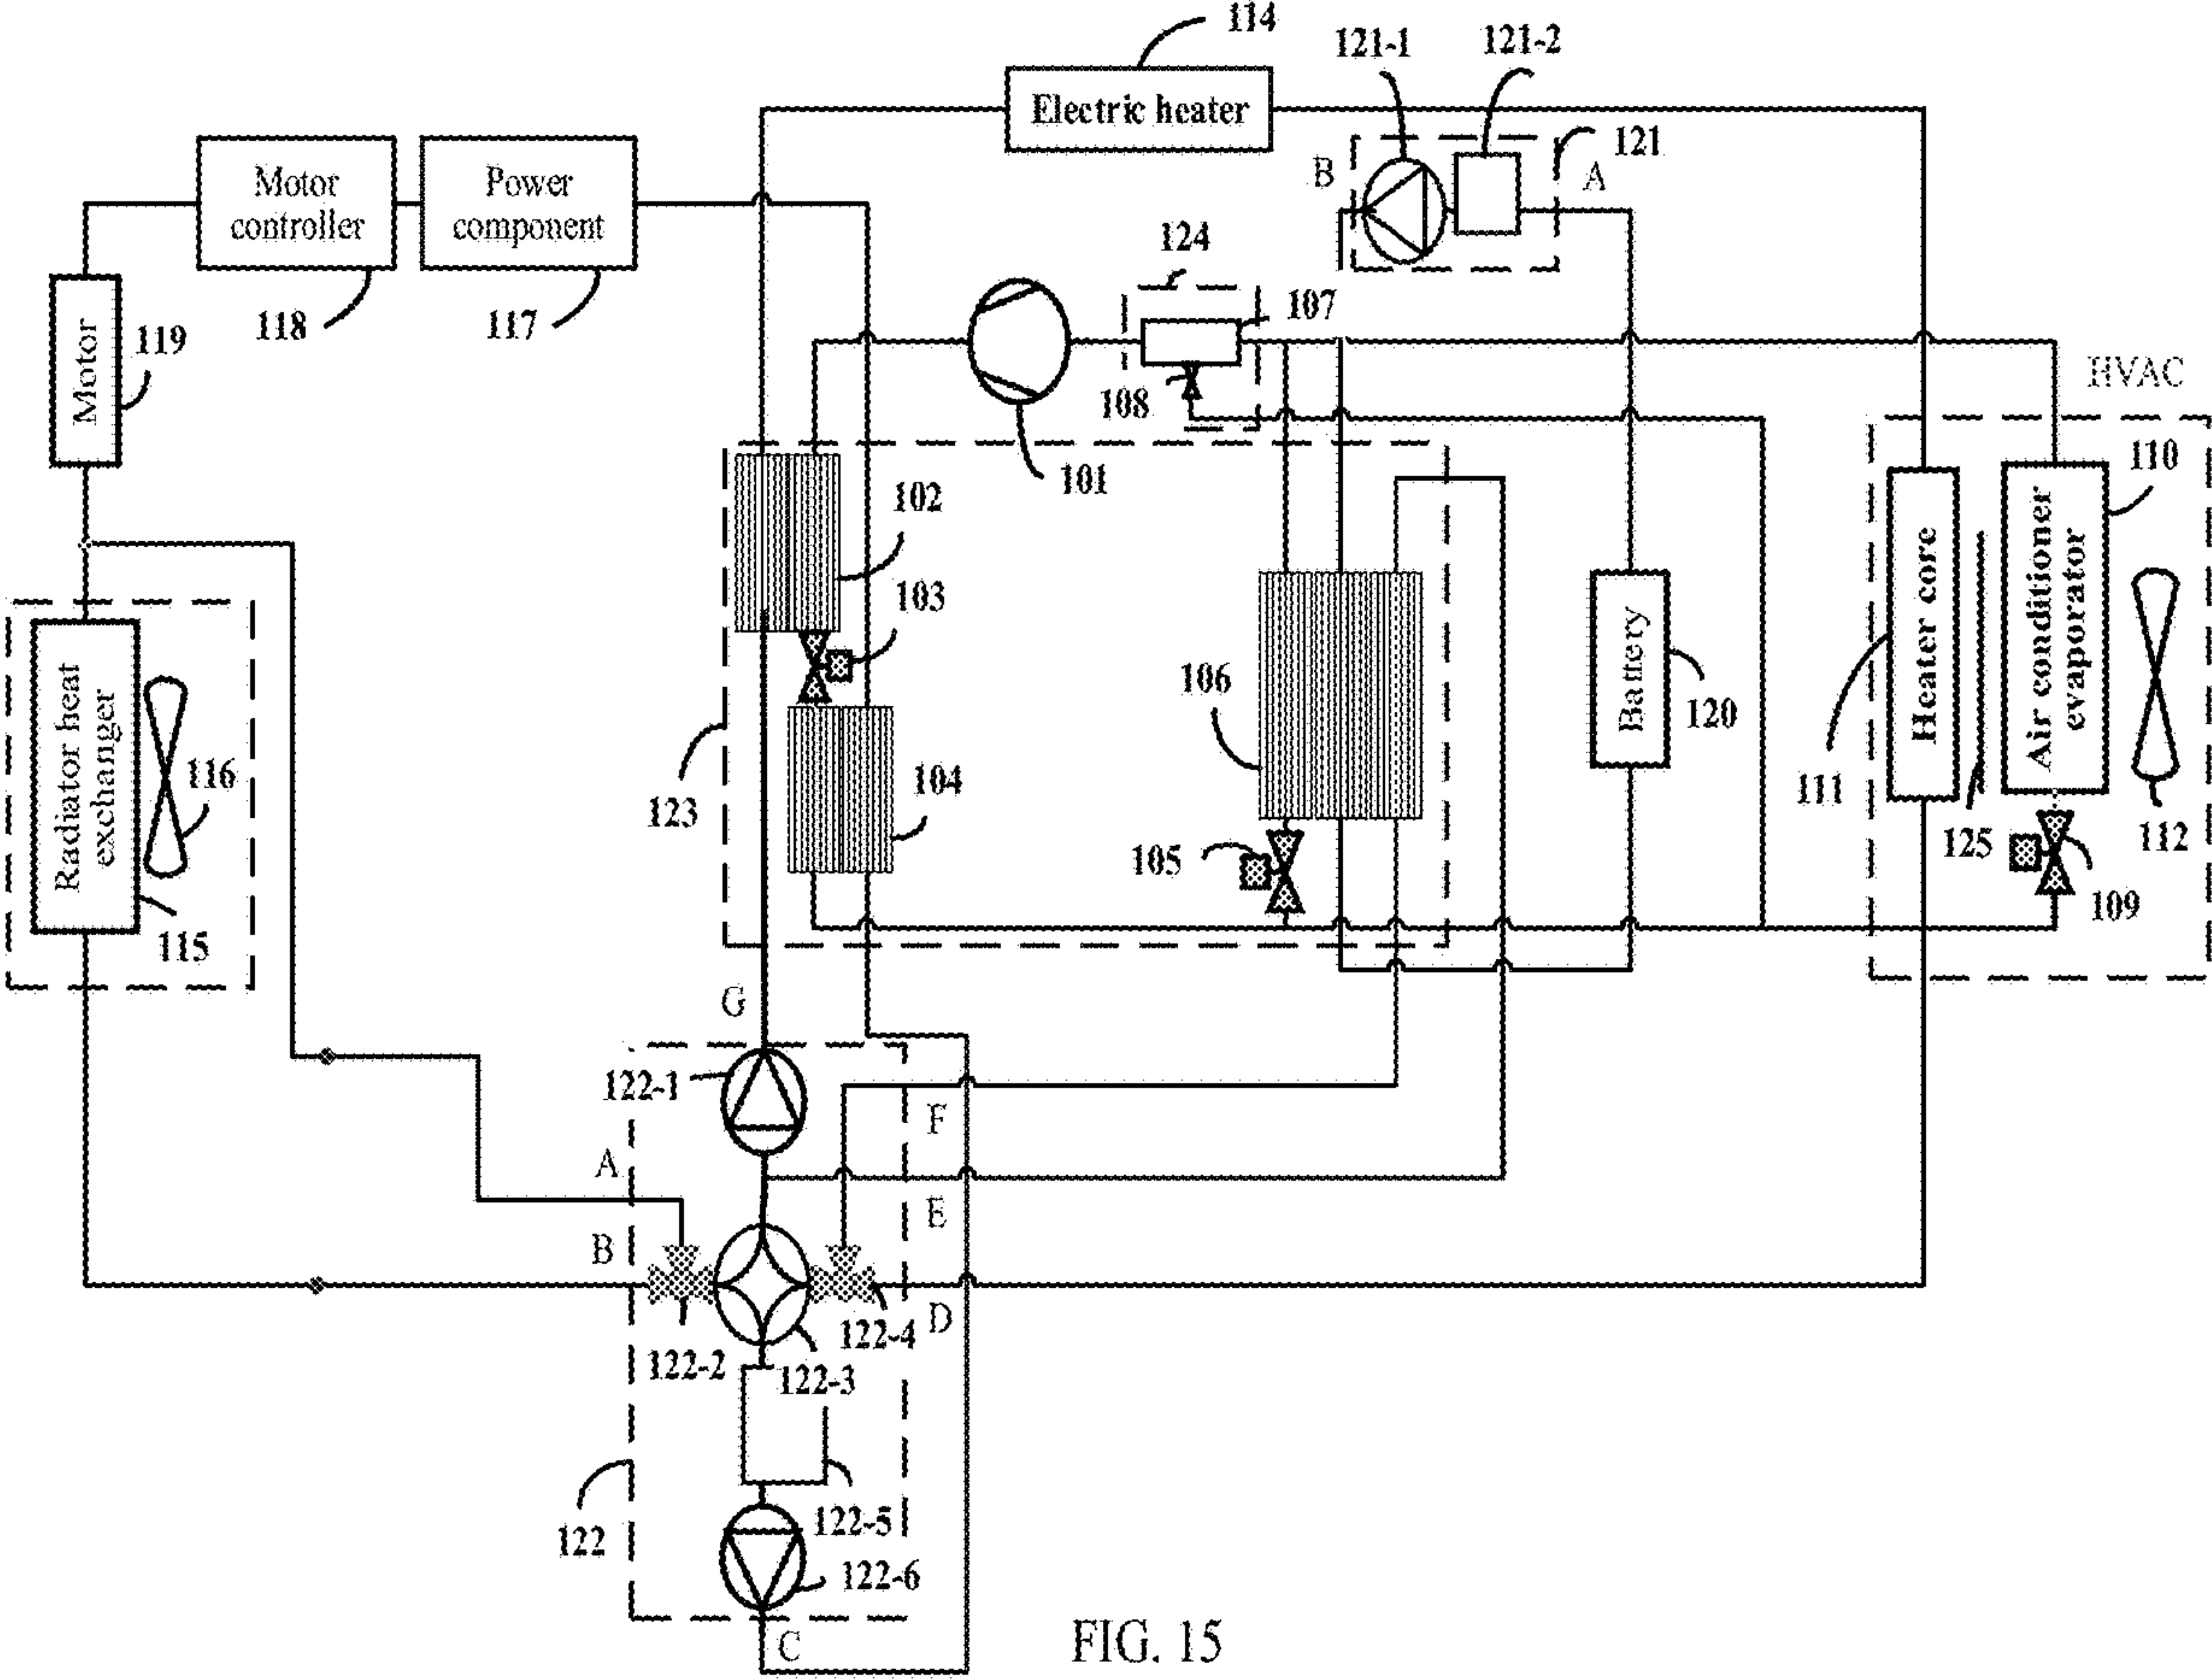 114
121-1
121-2
Electric heater
121
B
A
Motor
controller
Power
component
124
107
118
117
119
Motor
108
101
HVAC
110
102
103
106
Battery
120
111
Heater core
Air conditioner
evaporator
125
112
109
Radiator heat
exchanger
116
115
123
104
105
G
122-1
F
A
E
B
D
122-4
122-2
122-3
122
122-5
122-6
C
FIG. 15